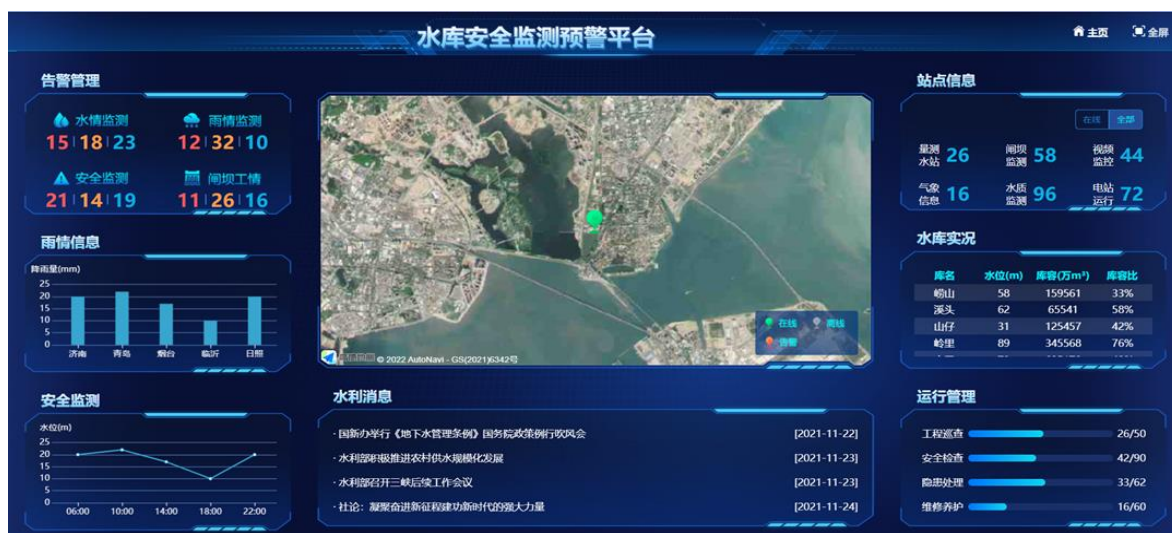 水库安全监测预警平台
主页 全屏
告警管理
水情监测 雨情监测
15 18 23 12 32 10
安全监测 闸坝工情
21 14 19 11 26 16
雨情信息
降雨量(mm)
25
20
15
10
5
0
济南 青岛 烟台 临沂 日照
安全监测
水位(m)
25
20
15
10
5
0
06:00 10:00 14:00 18:00 22:00
在线 离线
告警
© 2022 AutoNavi - GS(2021)6342号
水利消息
· 国新办举行《地下水管理条例》国务院政策例行吹风会 [2021-11-22]
· 水利部积极推进农村供水规模化发展 [2021-11-23]
· 水利部召开三峡后续工作会议 [2021-11-23]
· 社论：凝聚奋进新征程建功新时代的强大力量 [2021-11-24]
站点信息
在线 全部
量测水站 26 闸坝监测 58 视频监控 44
气象信息 16 水质监测 96 电站运行 72
水库实况
库名 水位(m) 库容(万m³) 库容比
崂山 58 159561 33%
溪头 62 65541 58%
山仔 31 125457 42%
岭里 89 345568 76%
运行管理
工程巡查 26/50
安全检查 42/90
隐患处理 33/62
维修养护 16/60